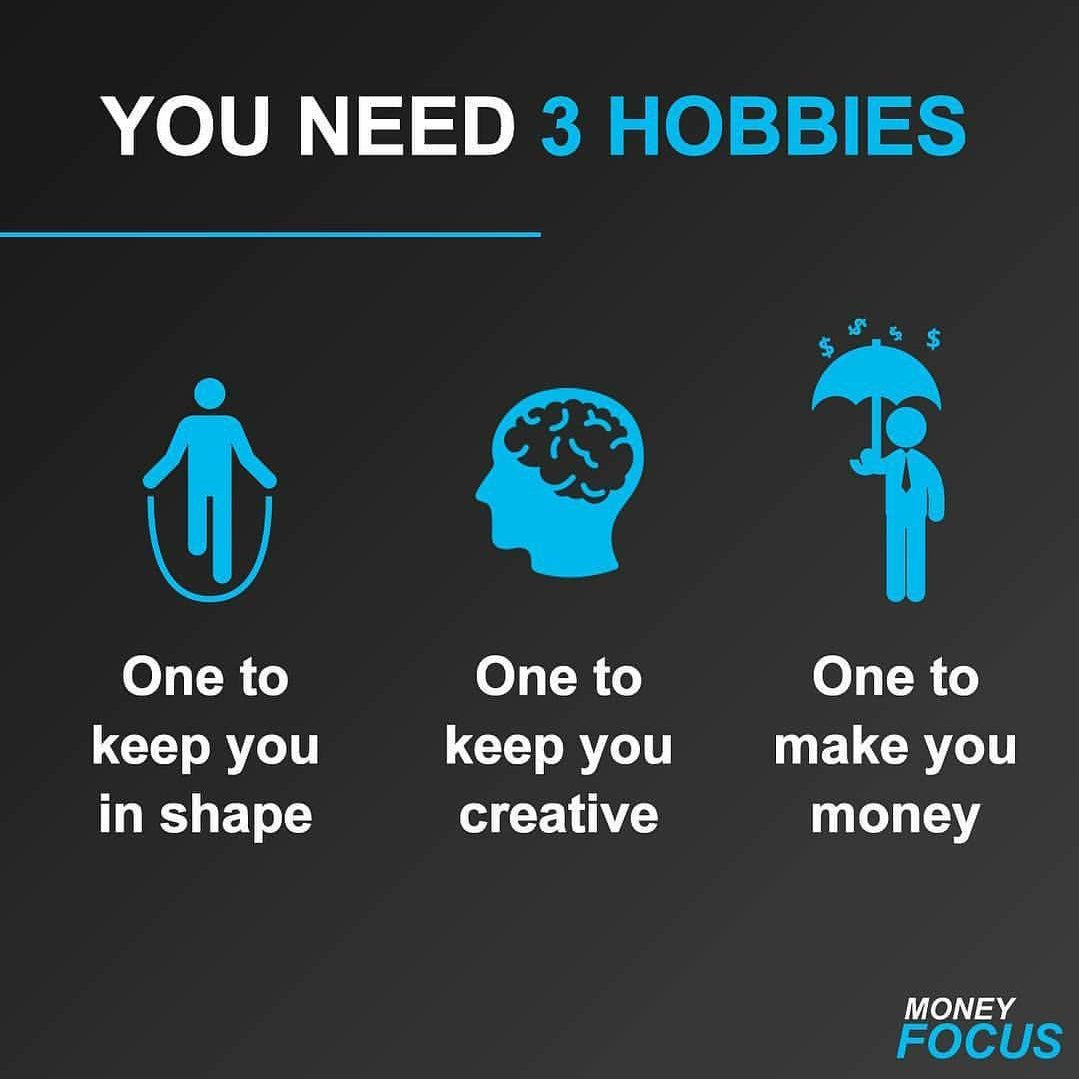 YOU NEED 3 HOBBIES
$ $ $ $
One to
keep you
in shape
One to
keep you
creative
One to
make you
money
MONEY
FOCUS